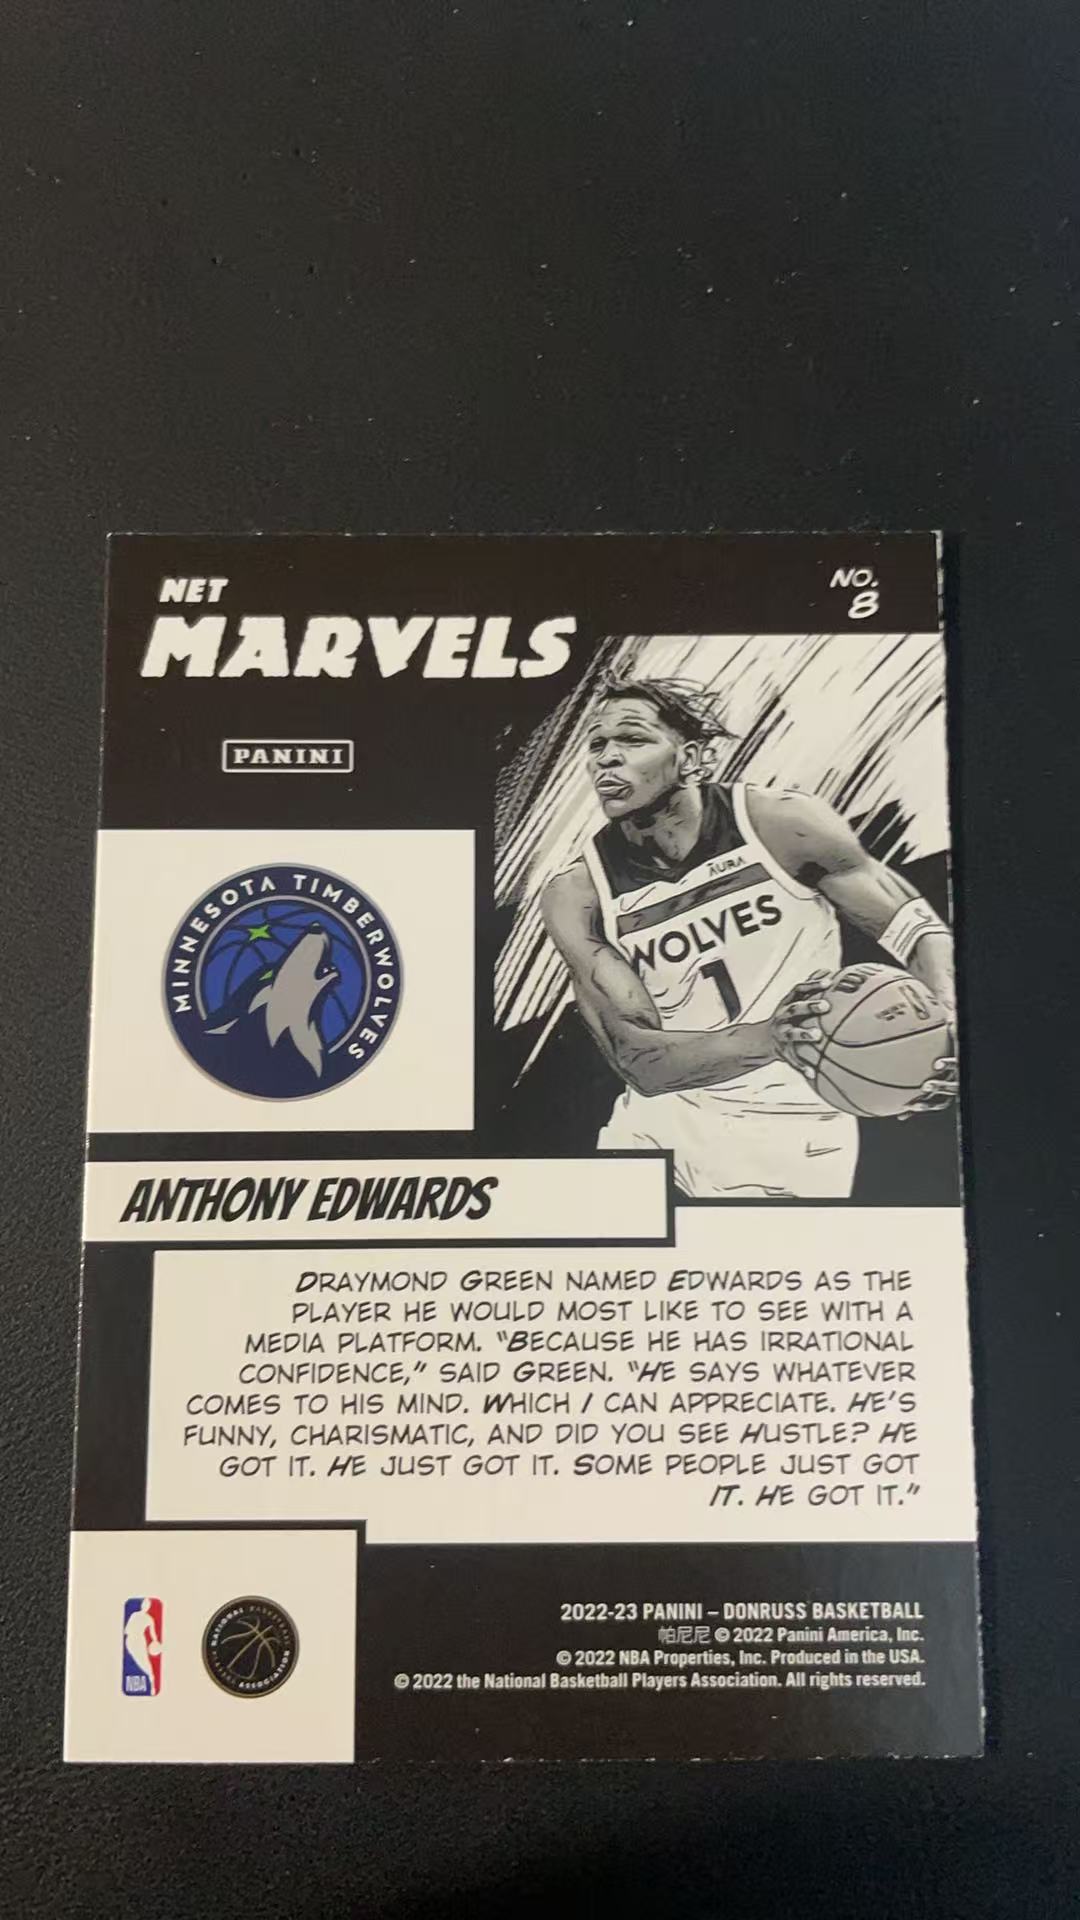 NET
MARVELS
NO.
8
PANINI
MINNESOTA TIMBERWOLVES
ΛURΛ
WOLVES
1
ANTHONY EDWARDS
DRAYMOND GREEN NAMED EDWARDS AS THE
PLAYER HE WOULD MOST LIKE TO SEE WITH A
MEDIA PLATFORM. "BECAUSE HE HAS IRRATIONAL
CONFIDENCE," SAID GREEN. "HE SAYS WHATEVER
COMES TO HIS MIND. WHICH I CAN APPRECIATE. HE'S
FUNNY, CHARISMATIC, AND DID YOU SEE HUSTLE? HE
GOT IT. HE JUST GOT IT. SOME PEOPLE JUST GOT
IT. HE GOT IT."
NBA
NATIONAL BASKETBALL
PLAYERS ASSOCIATION
2022-23 PANINI – DONRUSS BASKETBALL
帕尼尼 © 2022 Panini America, Inc.
© 2022 NBA Properties, Inc. Produced in the USA.
© 2022 the National Basketball Players Association. All rights reserved.